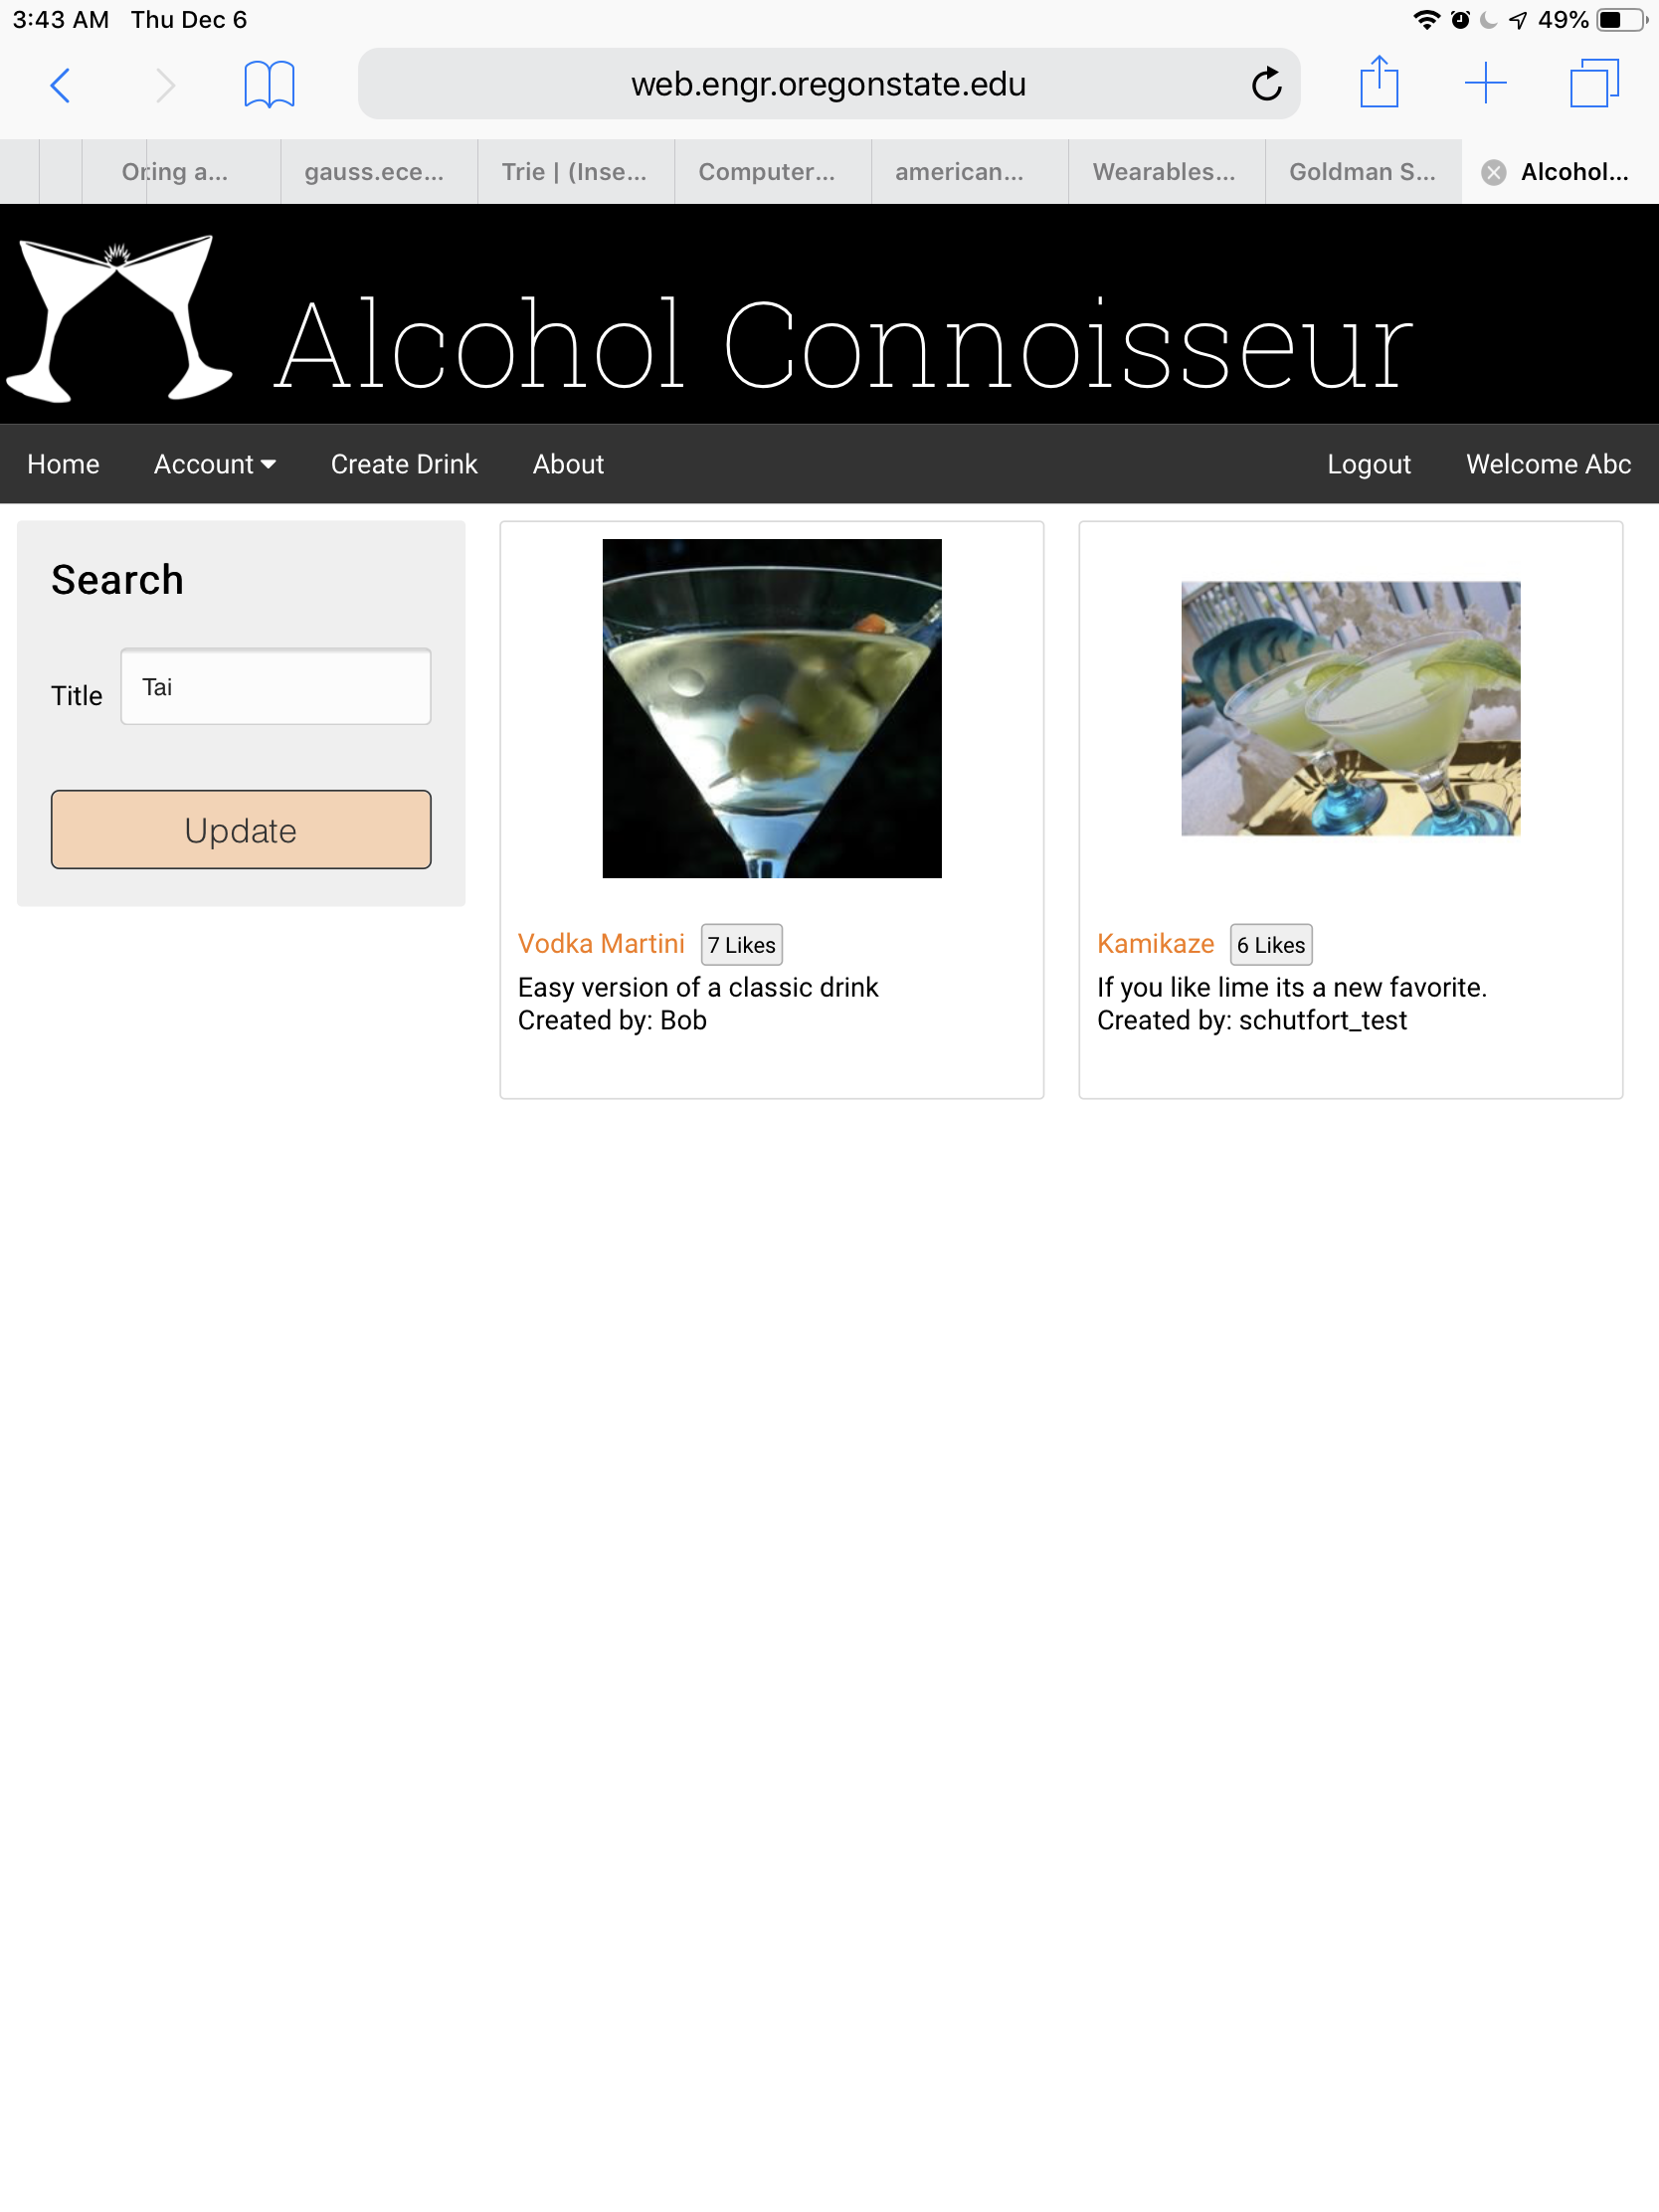 3:43 AM Thu Dec 6
49%
web.engr.oregonstate.edu
gauss.ece... Trie | (Inse... Computer... american... Wearables... Goldman S... Alcohol...
Alcohol Connoisseur
Home Account Create Drink About Logout Welcome Abc
Search
Title Tai
Update
Vodka Martini 7 Likes
Easy version of a classic drink
Created by: Bob
Kamikaze 6 Likes
If you like lime its a new favorite.
Created by: schutfort_test